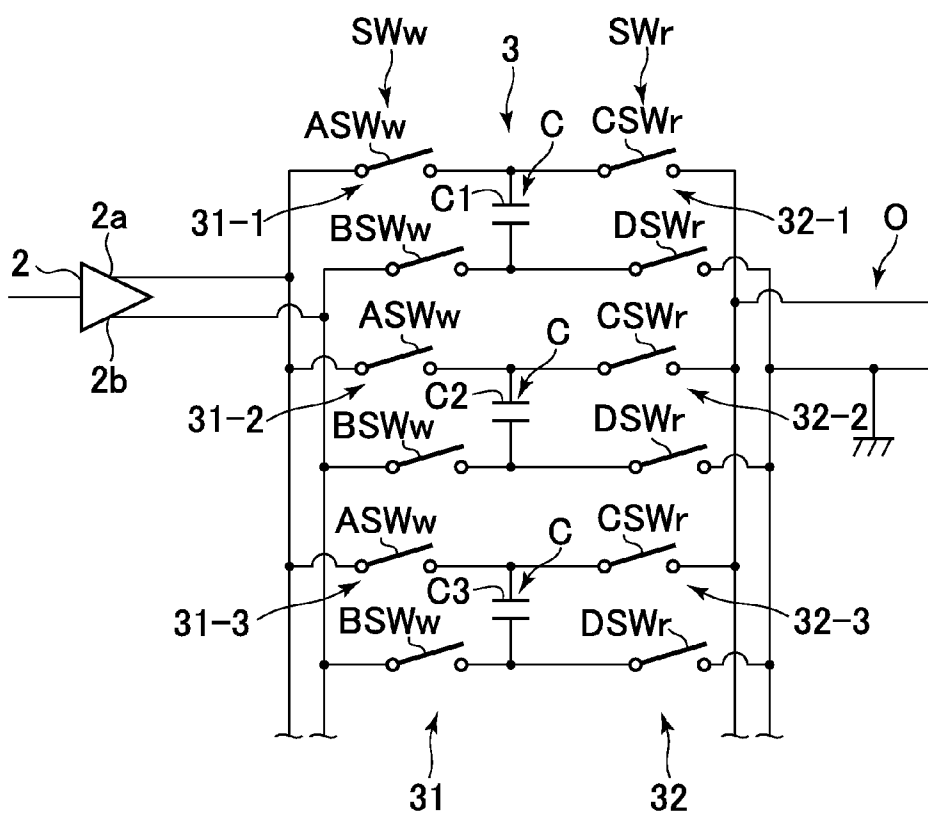 SWw
3
SWr
ASWw
C
CSWr
C1
31-1
32-1
2a
BSWw
DSWr
O
2
ASWw
C
CSWr
2b
C2
31-2
32-2
BSWw
DSWr
ASWw
C
CSWr
C3
31-3
32-3
BSWw
DSWr
31
32